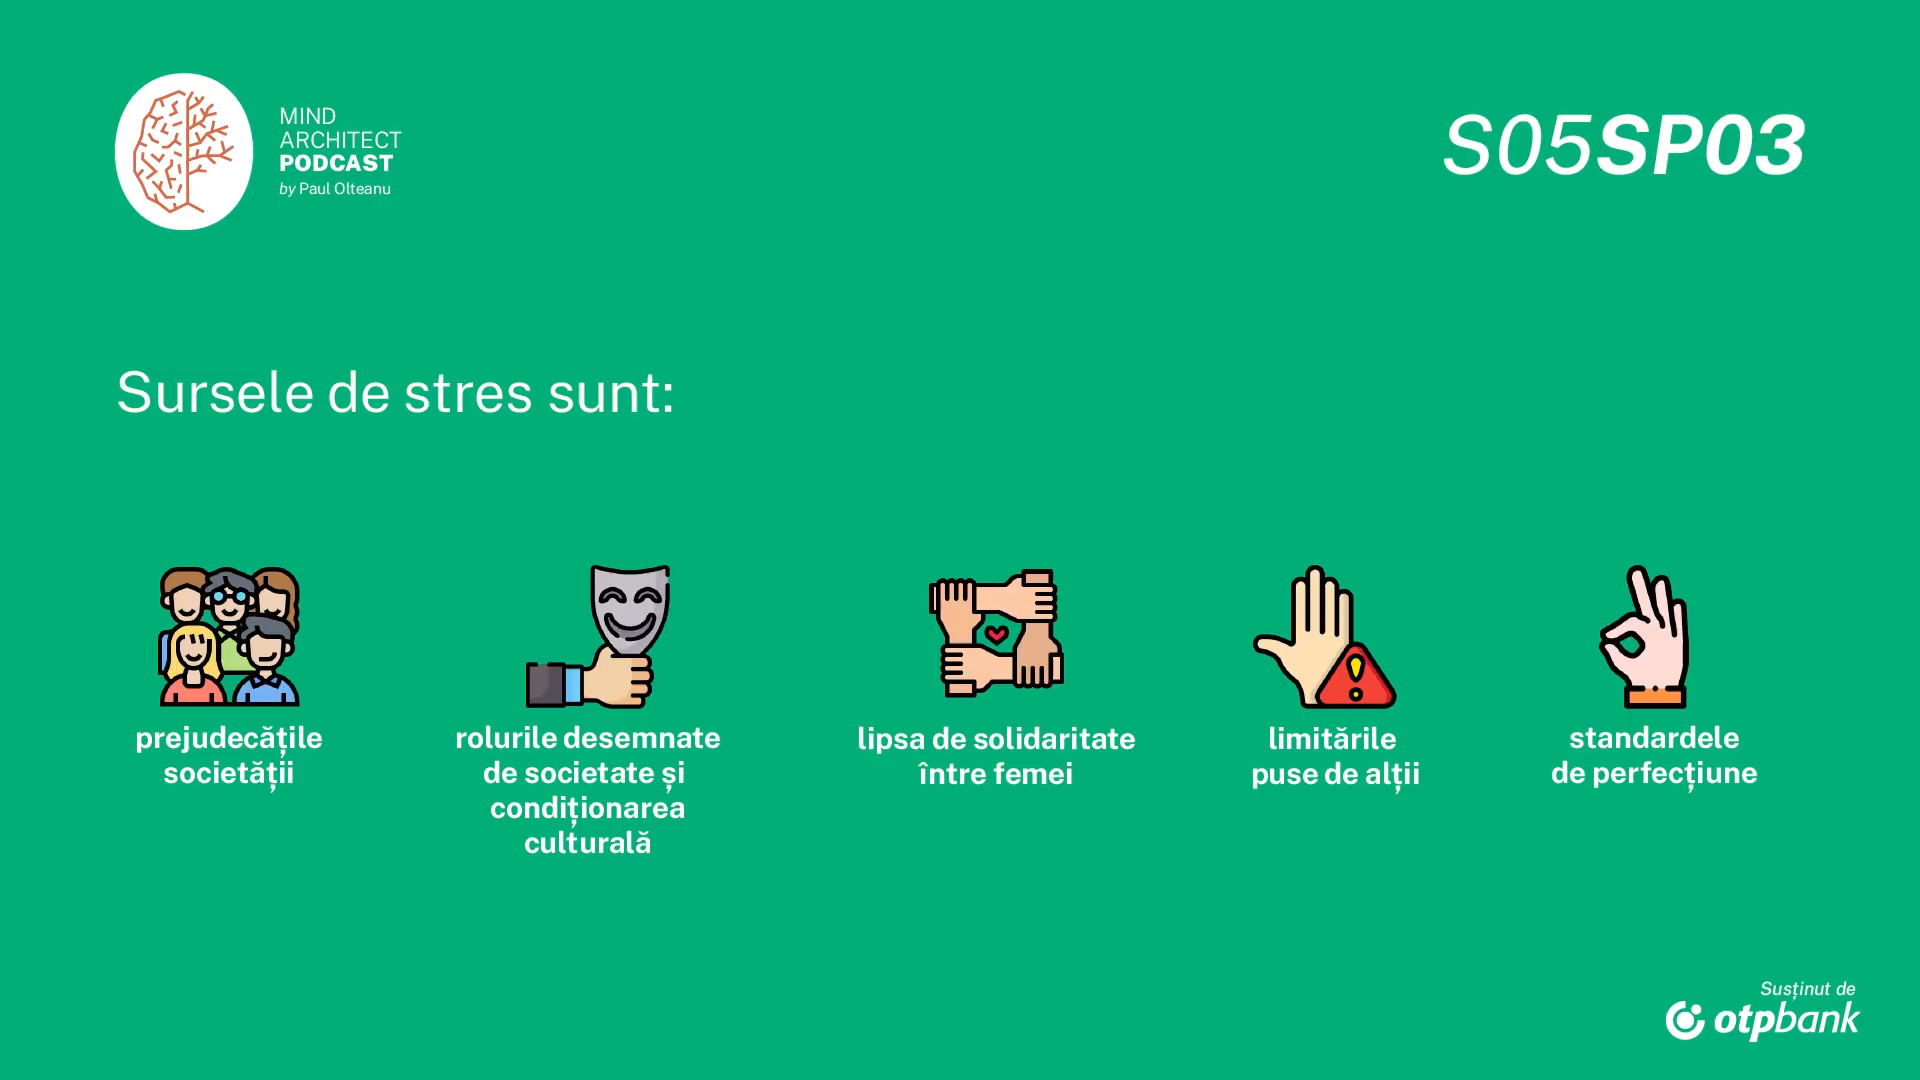 MIND
ARCHITECT
PODCAST
by Paul Olteanu
S05SP03
Sursele de stres sunt:
prejudecățile
societății
rolurile desemnate
de societate și
condiționarea
culturală
lipsa de solidaritate
între femei
limitările
puse de alții
standardele
de perfecțiune
Susținut de
otpbank